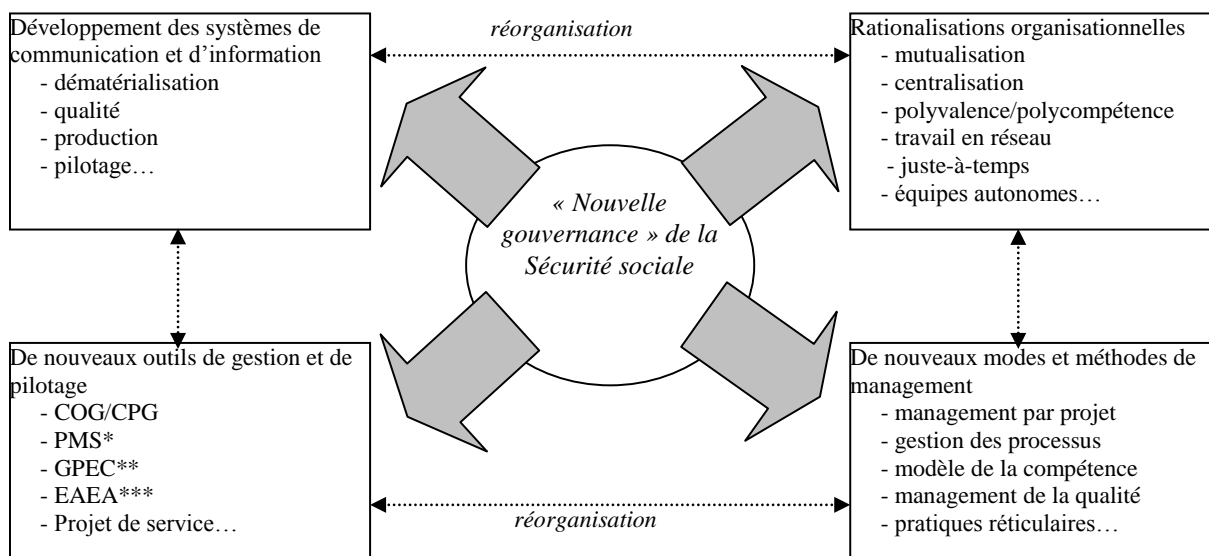 Développement des systèmes de
communication et d’information
- dématérialisation
- qualité
- production
- pilotage…
réorganisation
Rationalisations organisationnelles
- mutualisation
- centralisation
- polyvalence/polycompétence
- travail en réseau
- juste-à-temps
- équipes autonomes…
« Nouvelle
gouvernance » de la
Sécurité sociale
De nouveaux outils de gestion et de
pilotage
- COG/CPG
- PMS*
- GPEC**
- EAEA***
- Projet de service…
réorganisation
De nouveaux modes et méthodes de
management
- management par projet
- gestion des processus
- modèle de la compétence
- management de la qualité
- pratiques réticulaires…